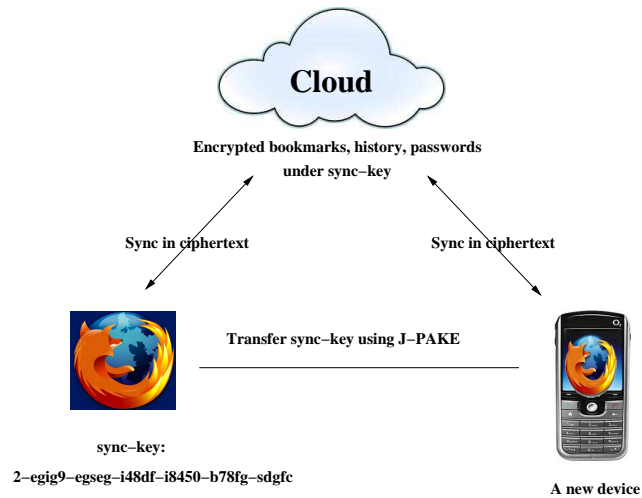 Cloud
Encrypted bookmarks, history, passwords
under sync−key
Sync in ciphertext
Sync in ciphertext
Transfer sync−key using J−PAKE
O2
sync−key:
2−egig9−egseg−i48df−i8450−b78fg−sdgfc
A new device